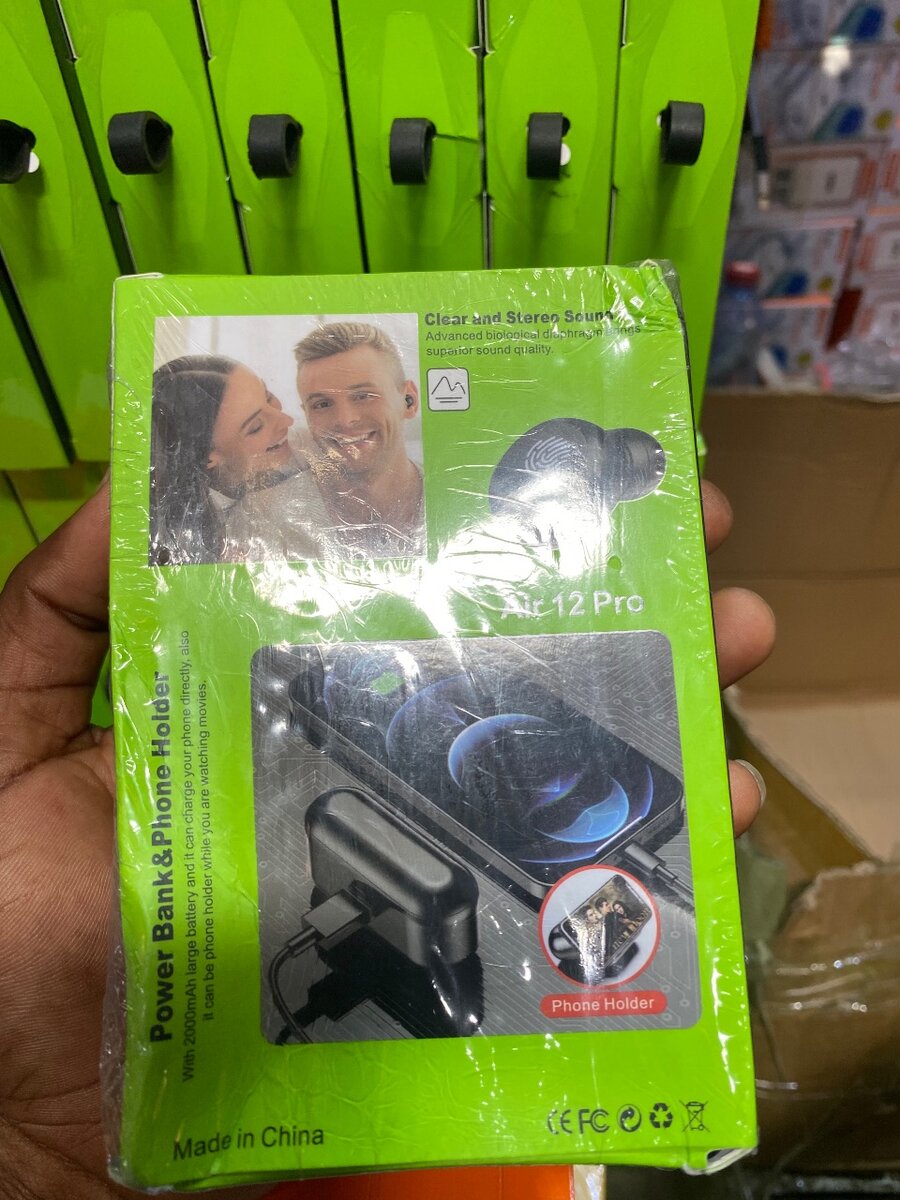 Clear and Stereo Sound
Advanced biological diaphragm brings
superior sound quality.
Air 12 Pro
Power Bank&Phone Holder
With 2000mAh large battery and it can charge your phone directly, also
it can be phone holder while you are watching movies.
Phone Holder
Made in China
CE FC